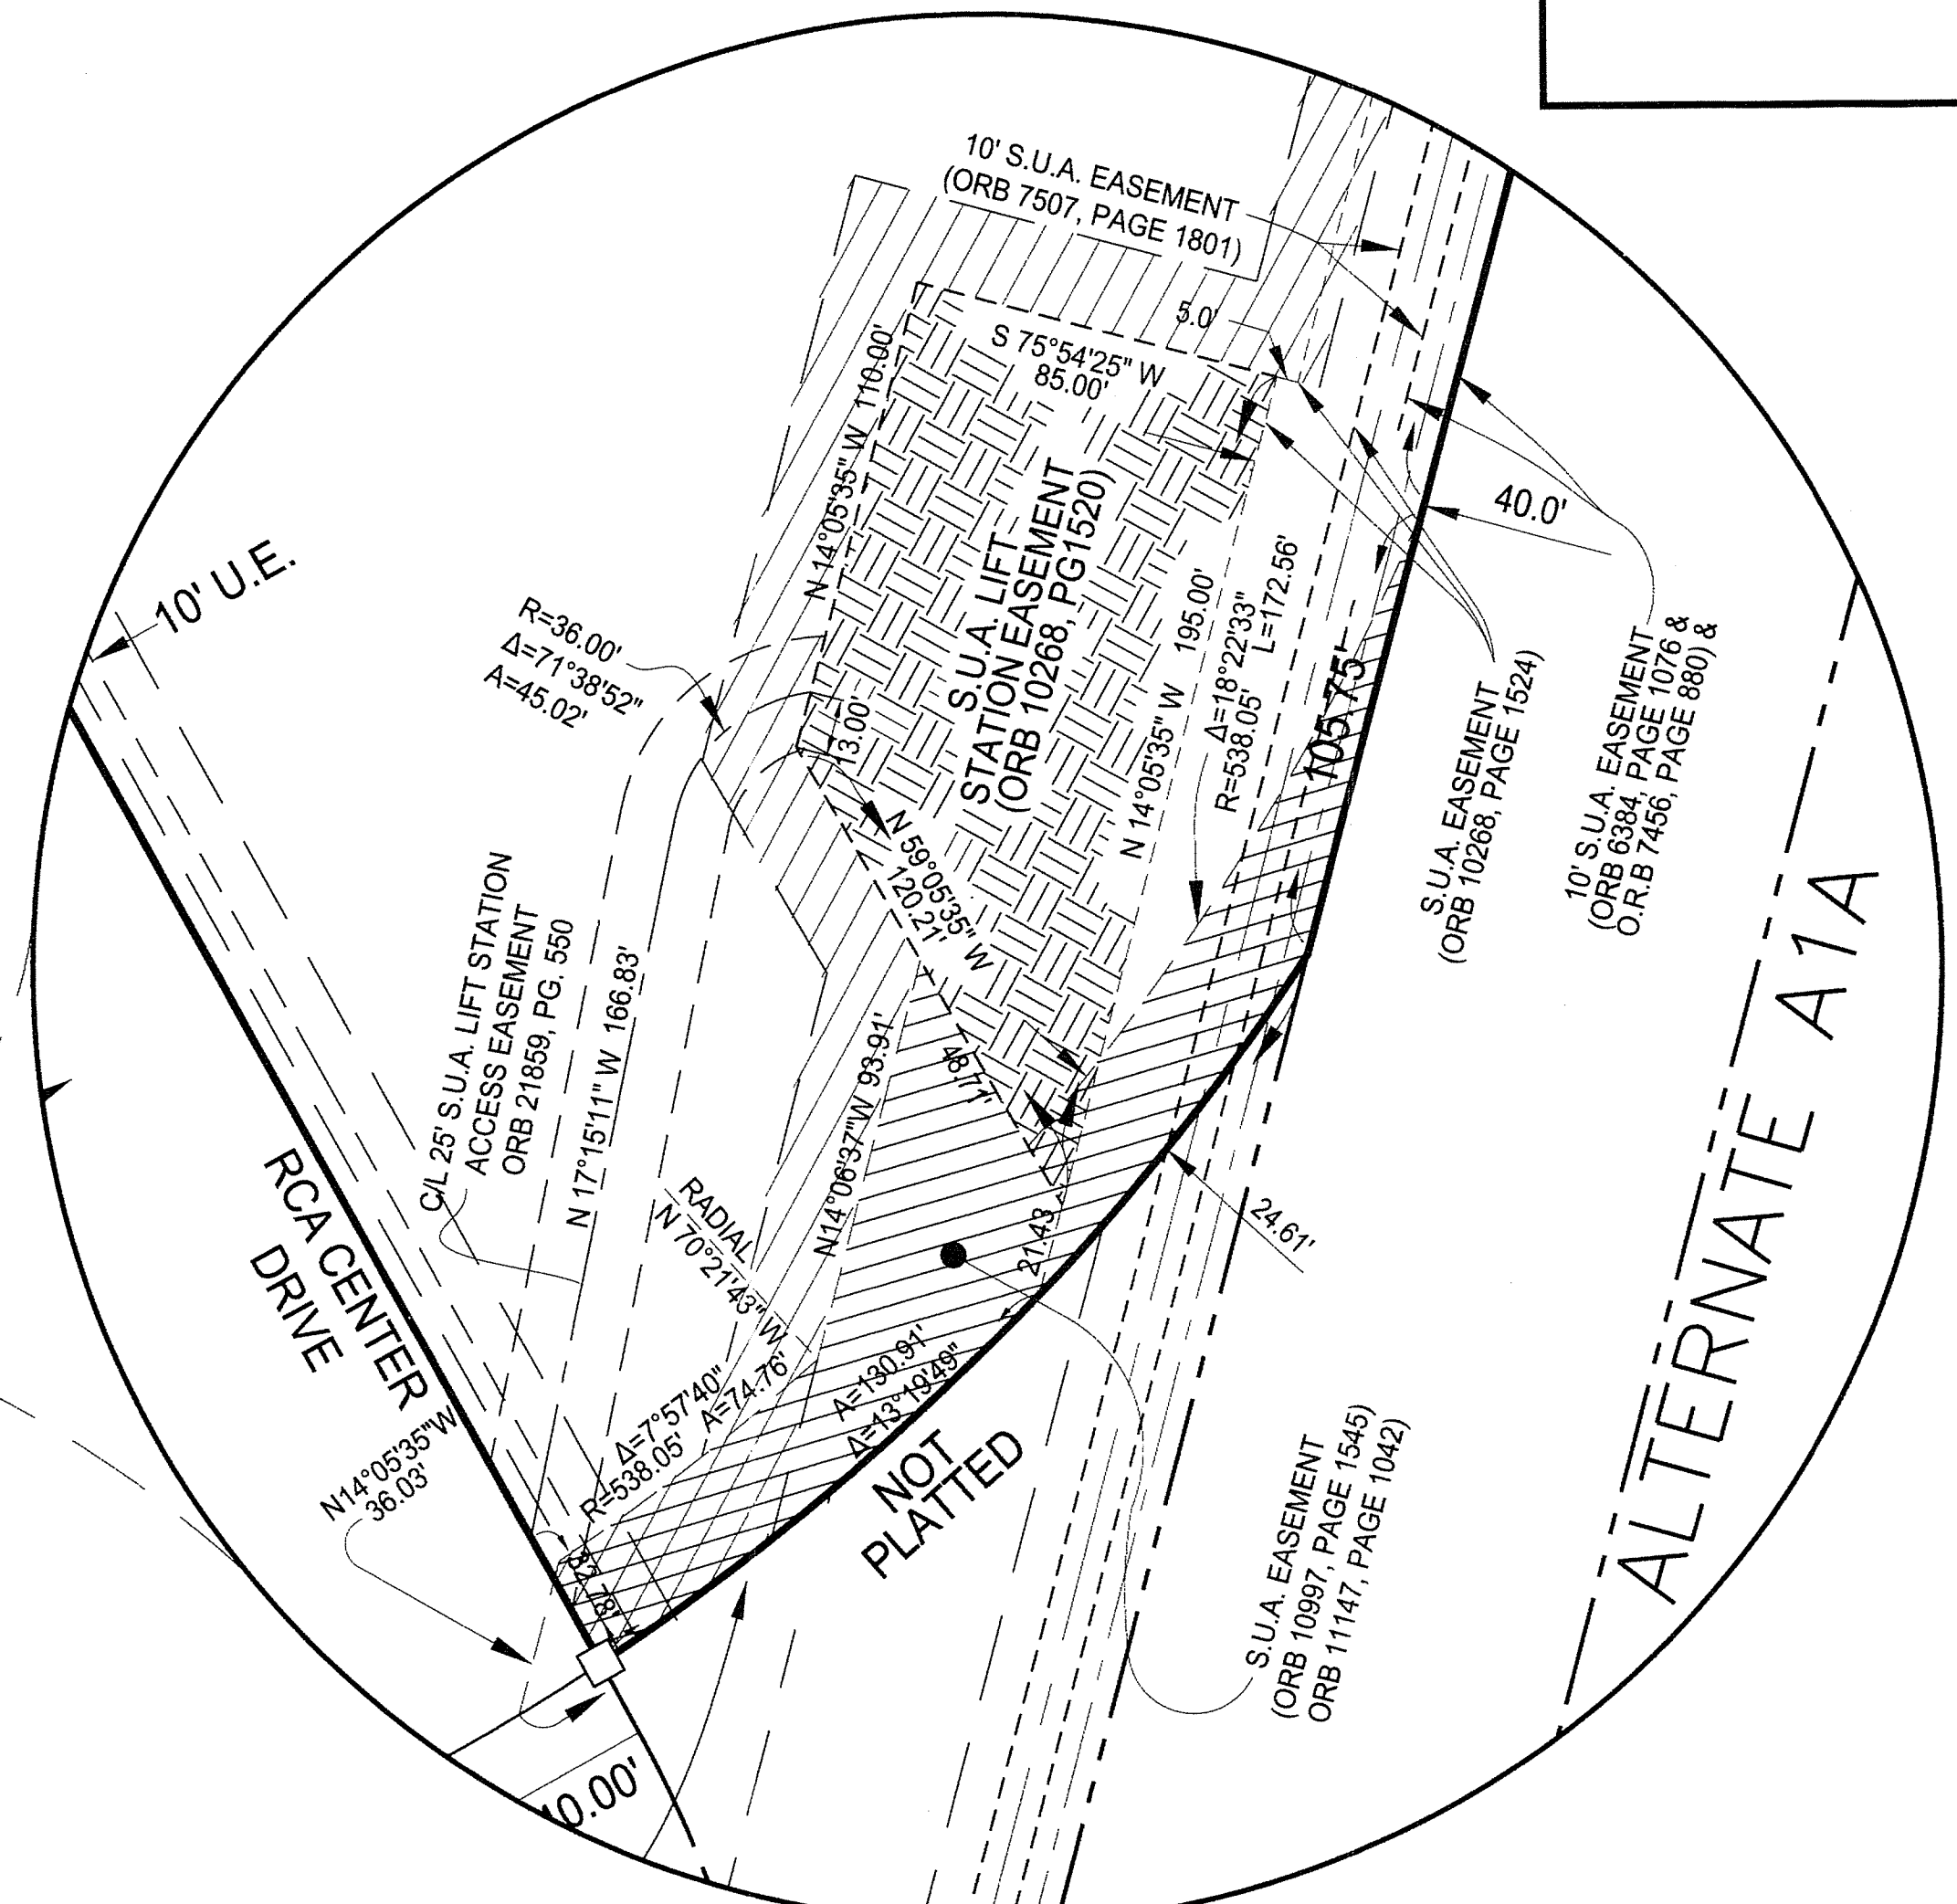 10' S.U.A. EASEMENT
(ORB 7507, PAGE 1801)
5.0'
S 75°54'25" W
85.00'
N 14°05'35" W 110.00'
S.U.A. LIFT
STATION EASEMENT
(ORB 10268, PG1520)
40.0'
10' U.E.
R=36.00'
Δ=71°38'52"
A=45.02'
13.00'
N 14°05'35" W 195.00'
Δ=18°22'33"
R=538.05'
L=172.56'
105.75'
S.U.A. EASEMENT
(ORB 10268, PAGE 1524)
10' S.U.A. EASEMENT
(ORB 6384, PAGE 1076 &
O.R.B 7456, PAGE 880) &
N 59°05'35" W
120.21'
48.71'
C/L 25' S.U.A. LIFT STATION
ACCESS EASEMENT
ORB 21859, PG. 550
N 17°15'11" W 166.83'
N14°06'37"W 93.91'
RADIAL
N 70°21'43" W
21.43'
24.61'
RCA CENTER
DRIVE
N14°05'35"W
36.03'
Δ=7°57'40"
R=538.05'
A=74.76'
A=130.91'
Δ=13°19'49"
NOT
PLATTED
S.U.A. EASEMENT
(ORB 10997, PAGE 1545)
ORB 11147, PAGE 1042)
ALTERNATE A1A